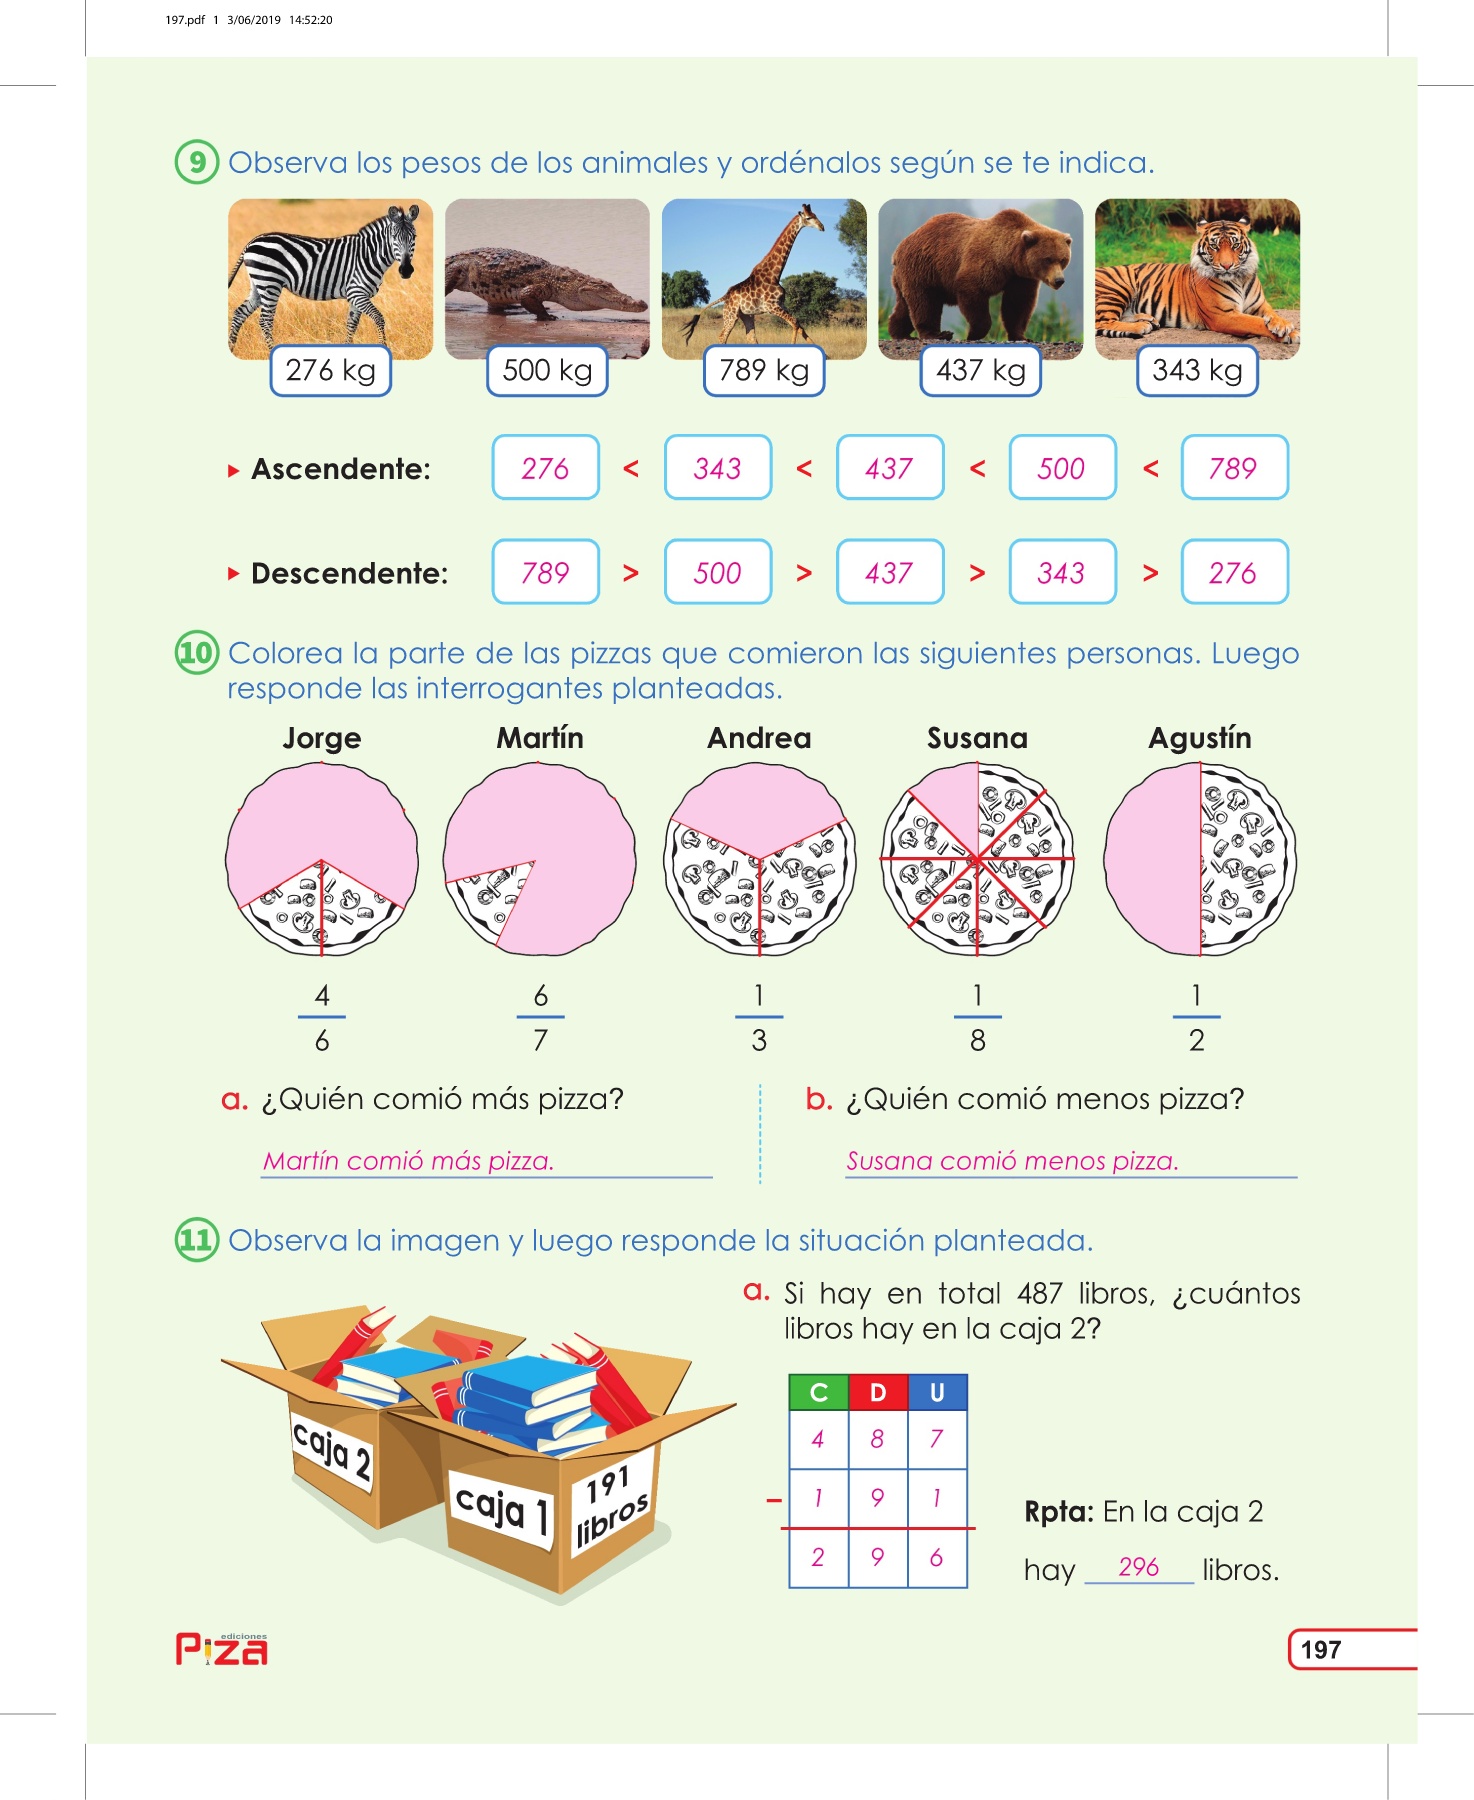 197.pdf 1 3/06/2019 14:52:20
9 Observa los pesos de los animales y ordénalos según se te indica.
276 kg 500 kg 789 kg 437 kg 343 kg
Ascendente: 276 < 343 < 437 < 500 < 789
Descendente: 789 > 500 > 437 > 343 > 276
10 Colorea la parte de las pizzas que comieron las siguientes personas. Luego
responde las interrogantes planteadas.
Jorge Martín Andrea Susana Agustín
4 6 1 1 1
6 7 3 8 2
a. ¿Quién comió más pizza?
Martín comió más pizza.
b. ¿Quién comió menos pizza?
Susana comió menos pizza.
11 Observa la imagen y luego responde la situación planteada.
caja 2
caja 1
191
libros
a. Si hay en total 487 libros, ¿cuántos
libros hay en la caja 2?
C D U
4 8 7
– 1 9 1
2 9 6
Rpta: En la caja 2
hay 296 libros.
ediciones
Piza
197